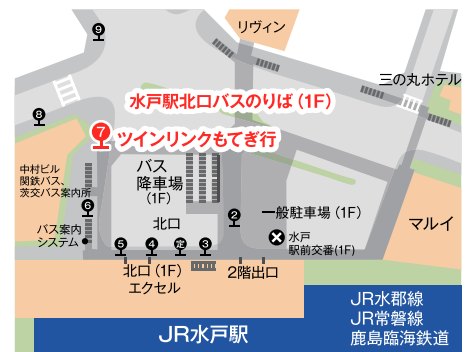 ⑨
リヴィン
三の丸ホテル
水戸駅北口バスのりば (1F)
⑧
⑦ ツインリンクもてぎ行
中村ビル
関鉄バス、
茨交バス案内所
バス
降車場
(1F)
⑥
北口
②
一般駐車場 (1F)
マルイ
バス案内
システム
水戸
駅前交番(1F)
⑤
④
定
③
北口 (1F)
エクセル
2階出口
JR水戸駅
JR水郡線
JR常磐線
鹿島臨海鉄道